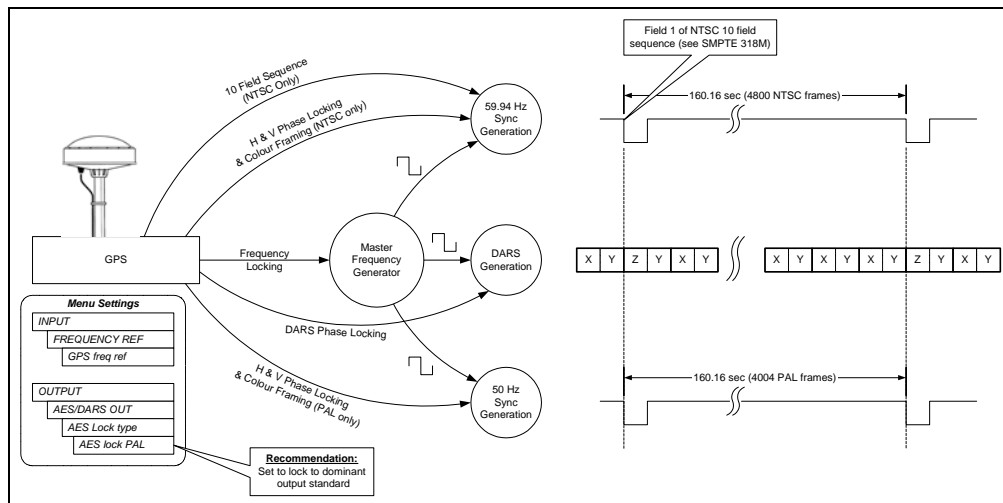 Field 1 of NTSC 10 field
sequence (see SMPTE 318M)
10 Field Sequence
(NTSC Only)
H & V Phase Locking
& Colour Framing (NTSC only)
59.94 Hz
Sync
Generation
160.16 sec (4800 NTSC frames)
GPS
Frequency
Locking
Master
Frequency
Generator
DARS
Generation
X Y Z Y X Y
X Y X Y X Y Z Y X Y
DARS Phase Locking
H & V Phase Locking
& Colour Framing (PAL only)
50 Hz
Sync
Generation
160.16 sec (4004 PAL frames)
Menu Settings
INPUT
FREQUENCY REF
GPS freq ref
OUTPUT
AES/DARS OUT
AES Lock type
AES lock PAL
Recommendation:
Set to lock to dominant
output standard